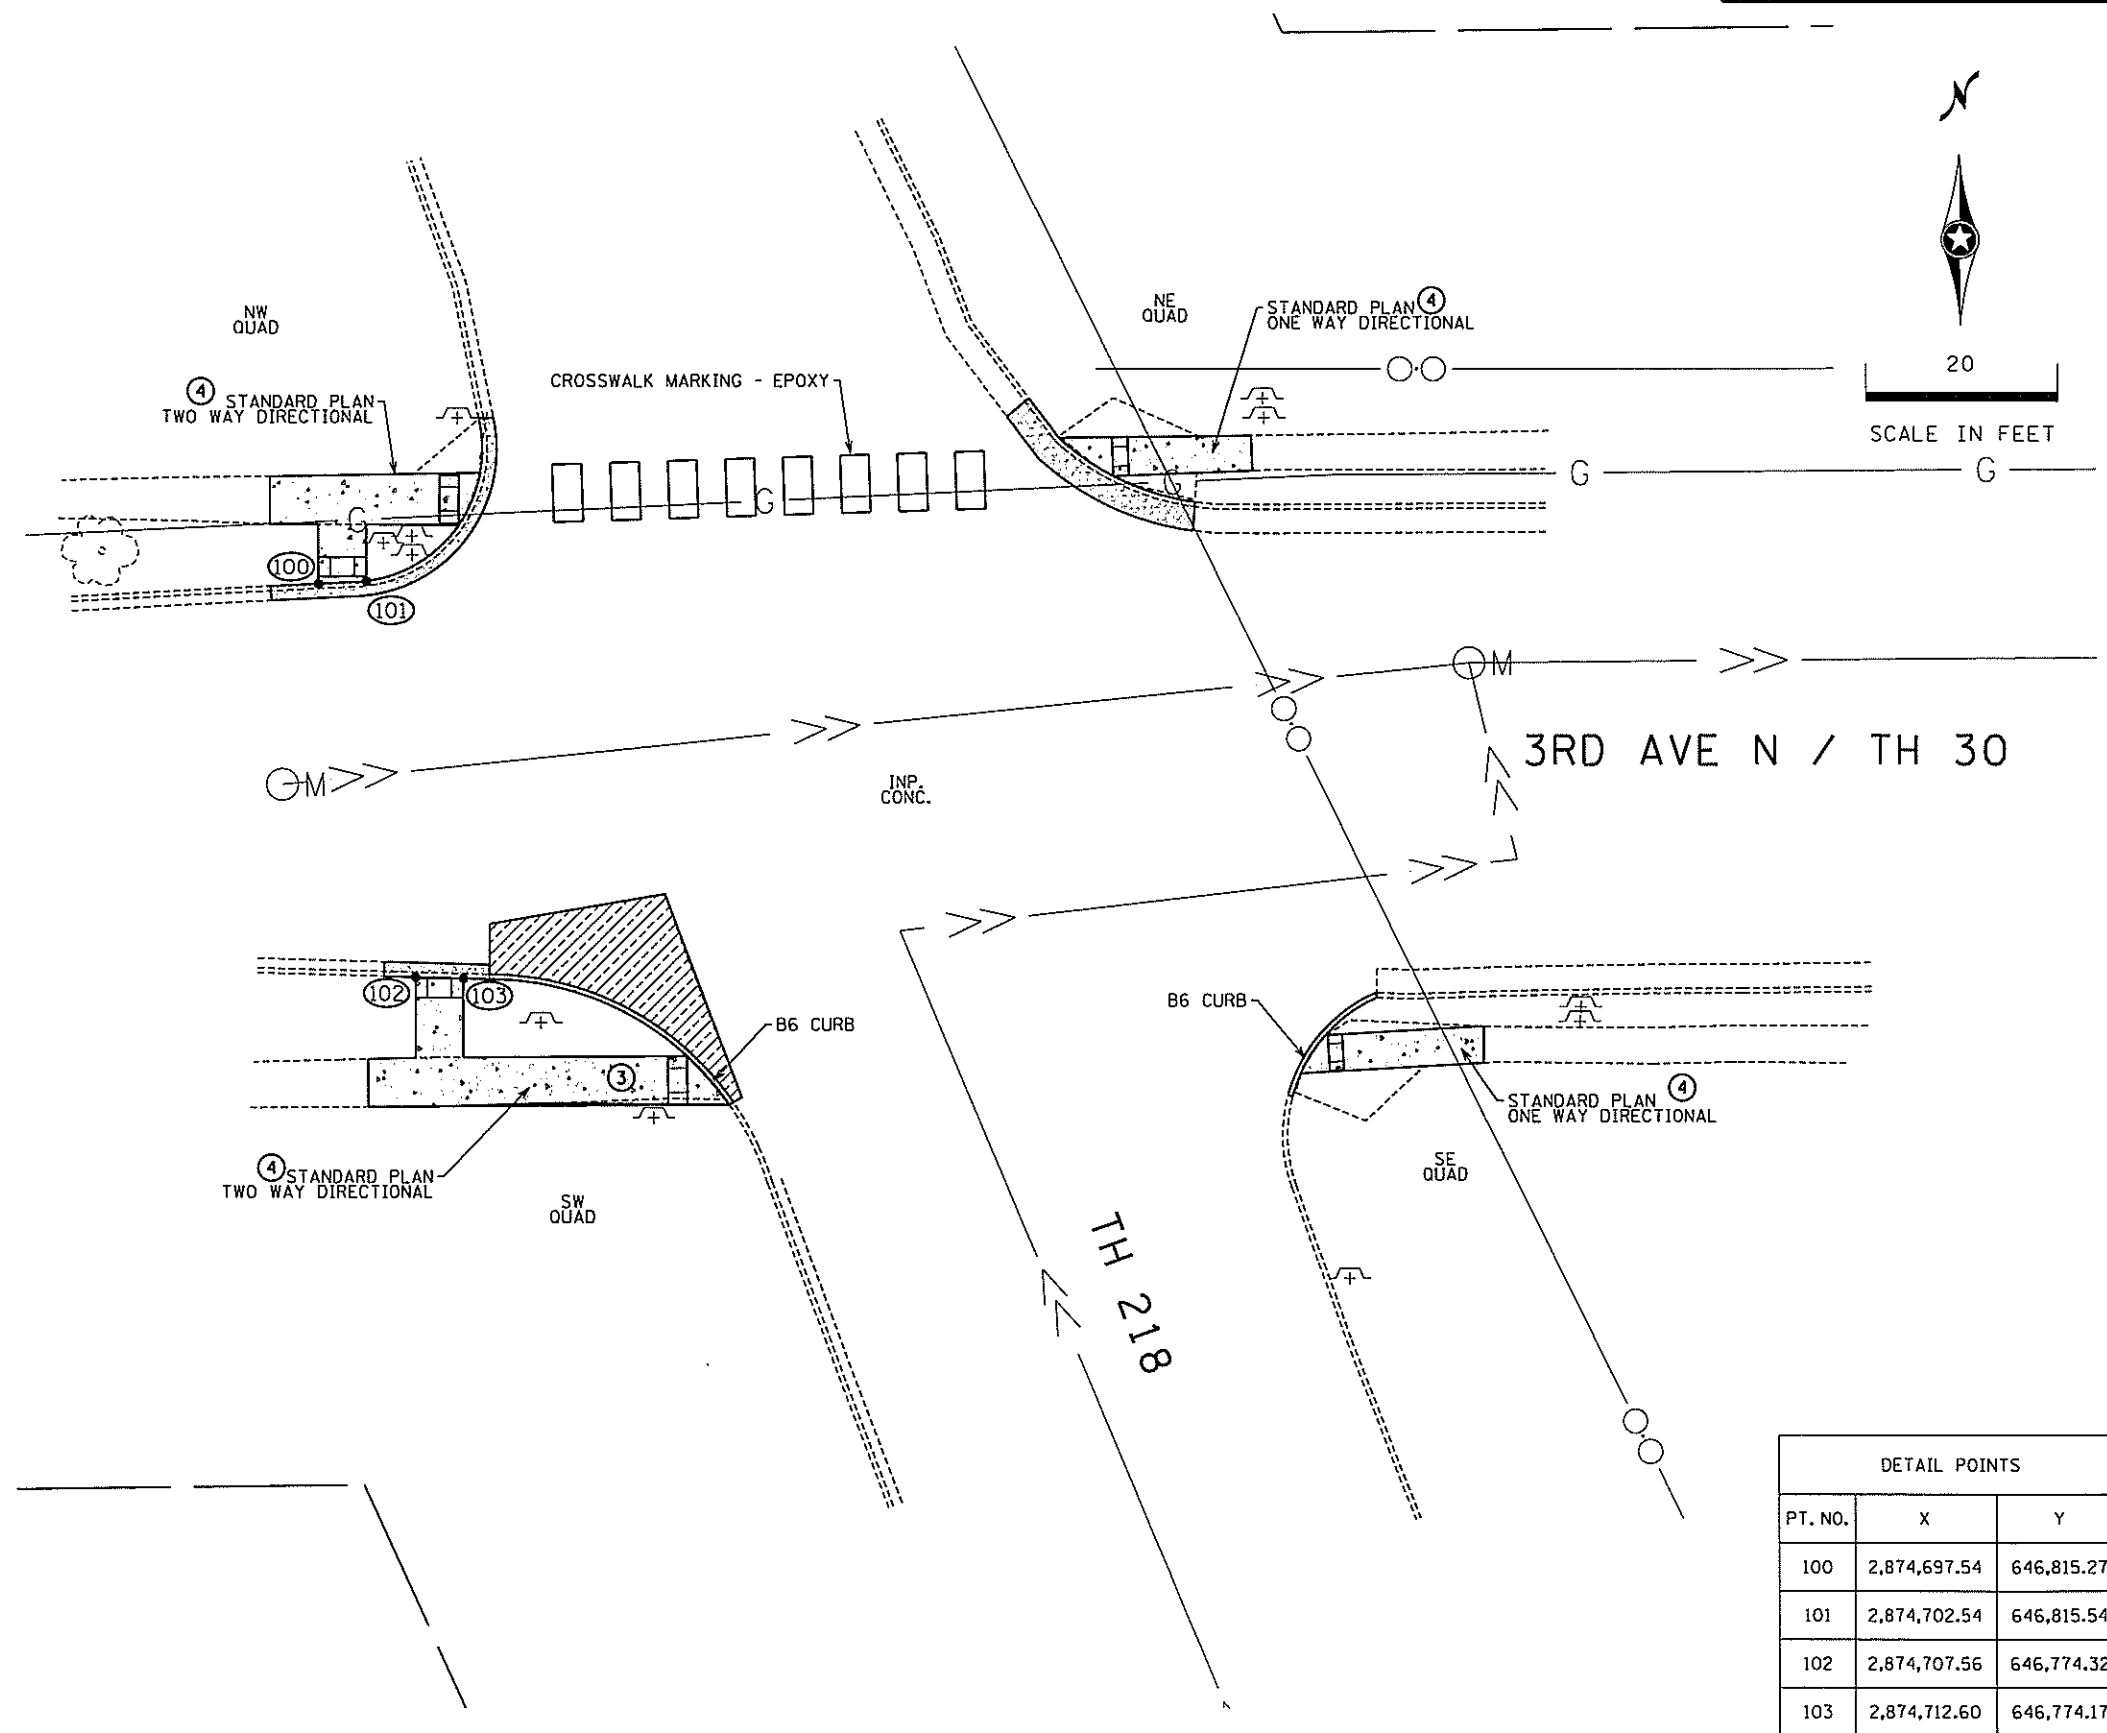 N
20
SCALE IN FEET
NW
QUAD
NE
QUAD
STANDARD PLAN 4
ONE WAY DIRECTIONAL
4 STANDARD PLAN
TWO WAY DIRECTIONAL
CROSSWALK MARKING - EPOXY
G
G
G
G
G
100
101
M
3RD AVE N / TH 30
M
INP.
CONC.
102
103
B6 CURB
B6 CURB
3
STANDARD PLAN 4
ONE WAY DIRECTIONAL
4 STANDARD PLAN
TWO WAY DIRECTIONAL
SW
QUAD
SE
QUAD
TH 218
DETAIL POINTS
PT. NO. X Y
100 2,874,697.54 646,815.27
101 2,874,702.54 646,815.54
102 2,874,707.56 646,774.32
103 2,874,712.60 646,774.17